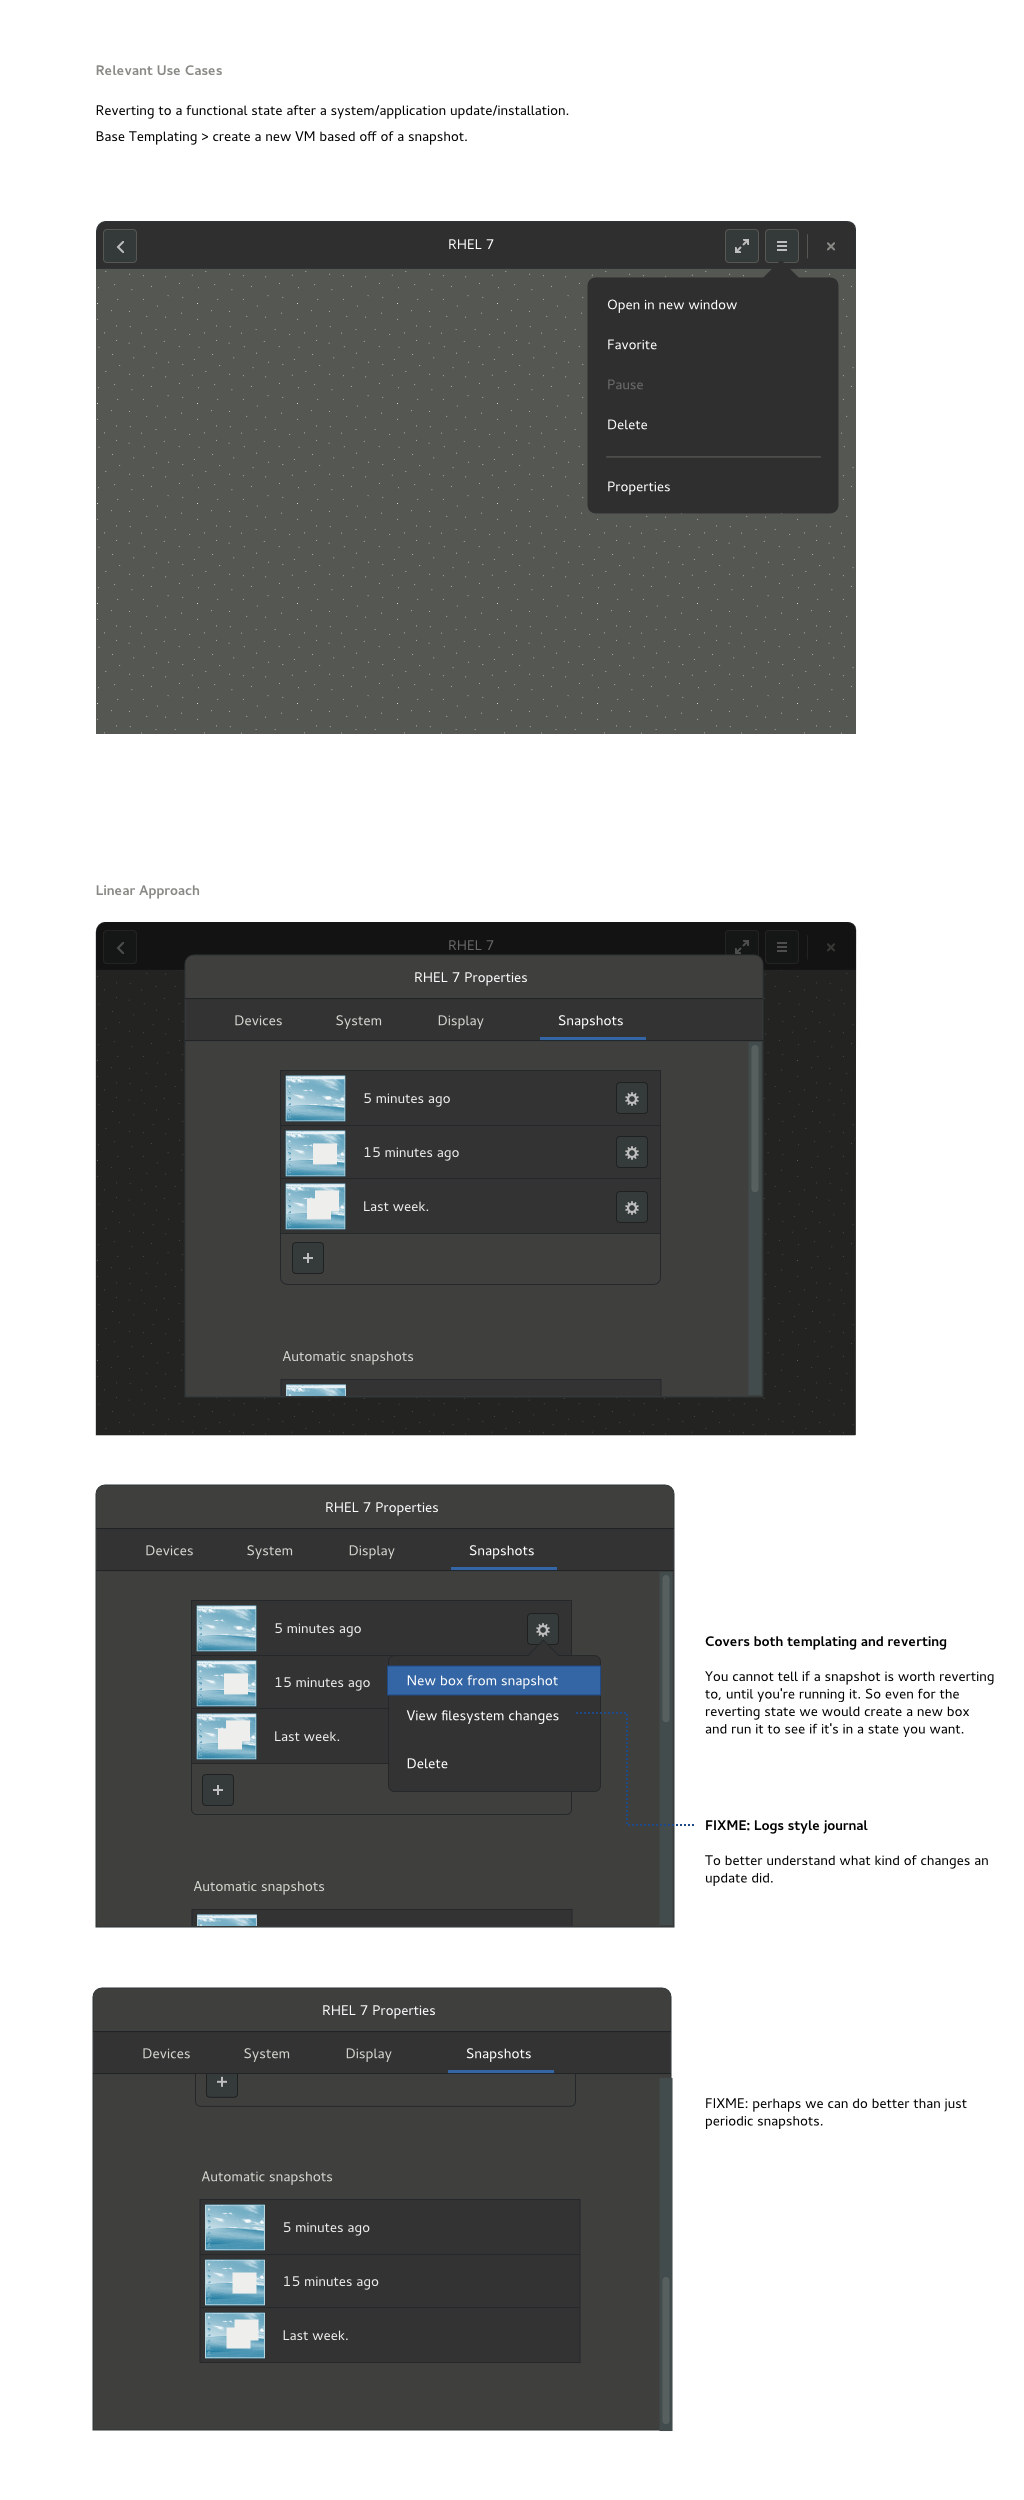 Relevant Use Cases
Reverting to a functional state after a system/application update/installation.
Base Templating > create a new VM based off of a snapshot.
RHEL 7
Open in new window
Favorite
Pause
Delete
Properties
Linear Approach
RHEL 7
RHEL 7 Properties
Devices System Display Snapshots
5 minutes ago
15 minutes ago
Last week.
Automatic snapshots
RHEL 7 Properties
Devices System Display Snapshots
5 minutes ago
15 minutes ago
Last week.
New box from snapshot
View filesystem changes
Delete
Automatic snapshots
Covers both templating and reverting
You cannot tell if a snapshot is worth reverting
to, until you're running it. So even for the
reverting state we would create a new box
and run it to see if it's in a state you want.
FIXME: Logs style journal
To better understand what kind of changes an
update did.
RHEL 7 Properties
Devices System Display Snapshots
Automatic snapshots
5 minutes ago
15 minutes ago
Last week.
FIXME: perhaps we can do better than just
periodic snapshots.